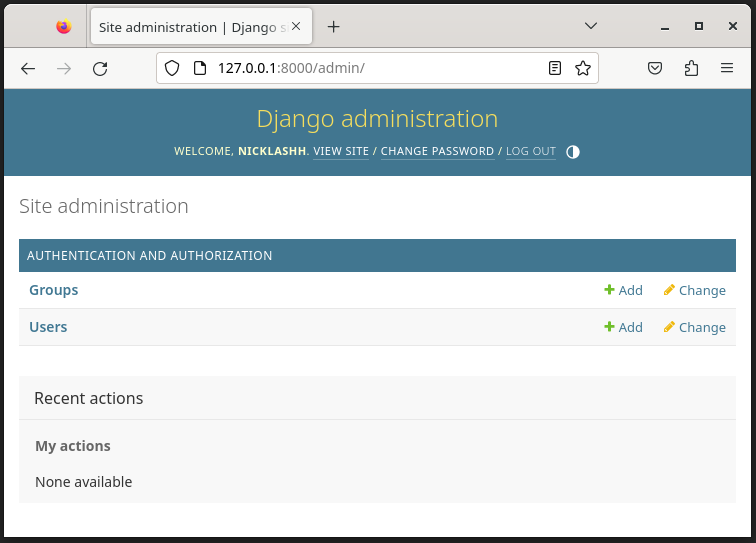 Site administration | Django s
127.0.0.1:8000/admin/
Django administration
WELCOME, NICKLASHH. VIEW SITE / CHANGE PASSWORD / LOG OUT
Site administration
AUTHENTICATION AND AUTHORIZATION
Groups Add Change
Users Add Change
Recent actions
My actions
None available